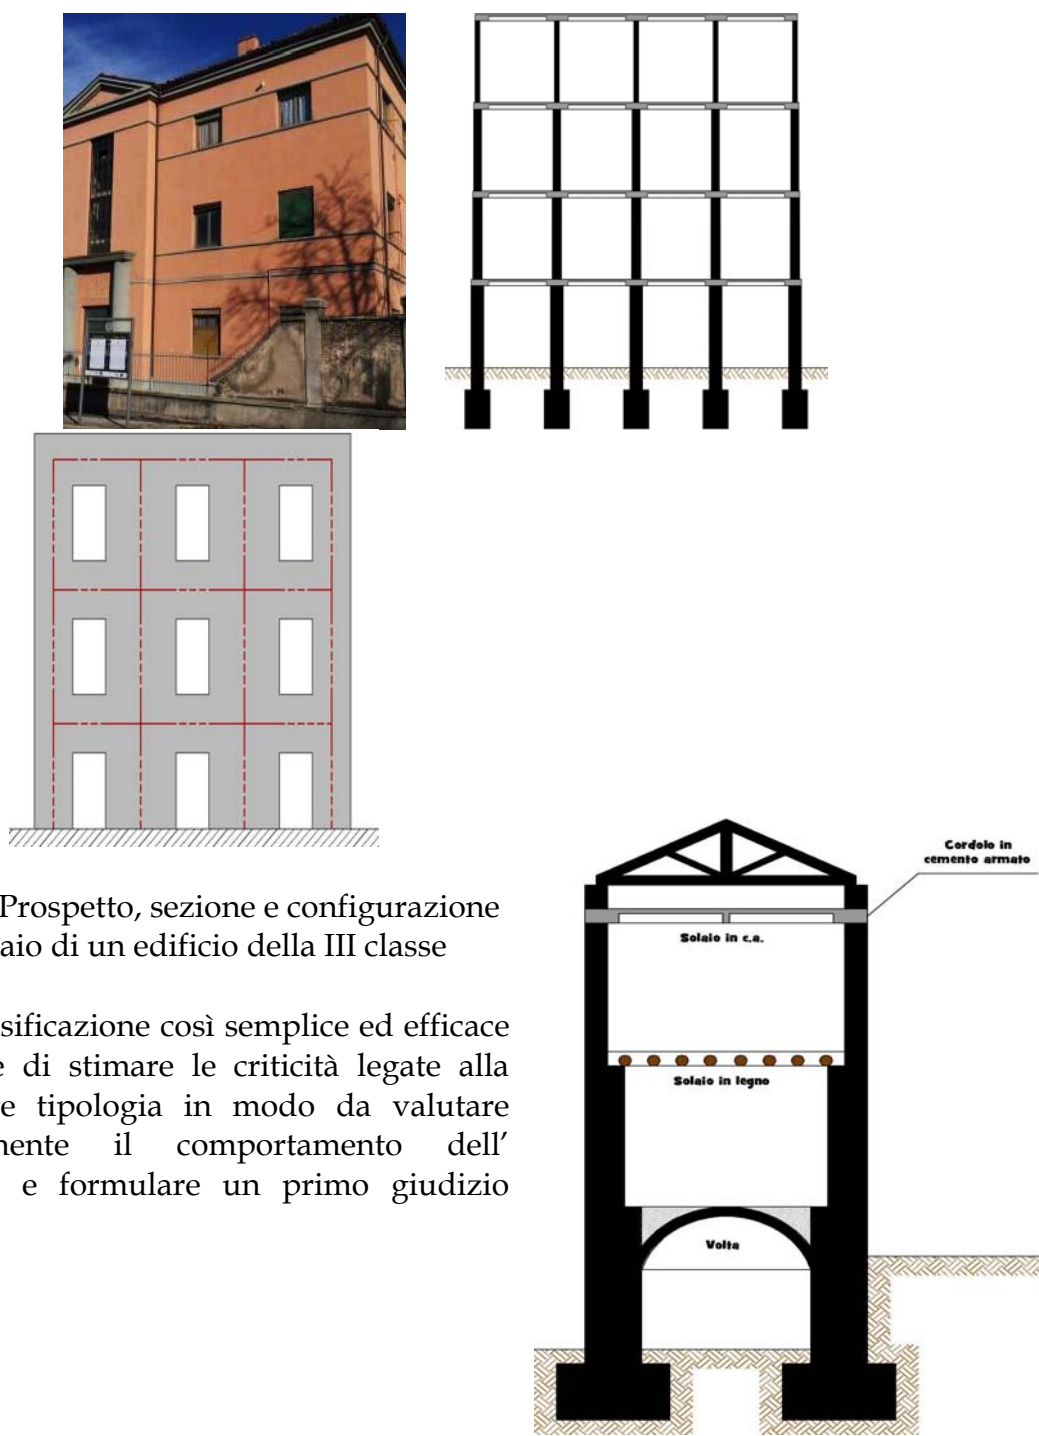 Cordolo in
cemento armato
Solaio in c.a.
Solaio in legno
Volta
Prospetto, sezione e configurazione
aio di un edificio della III classe
sificazione così semplice ed efficace
e di stimare le criticità legate alla
e tipologia in modo da valutare
nente il comportamento dell'
e formulare un primo giudizio